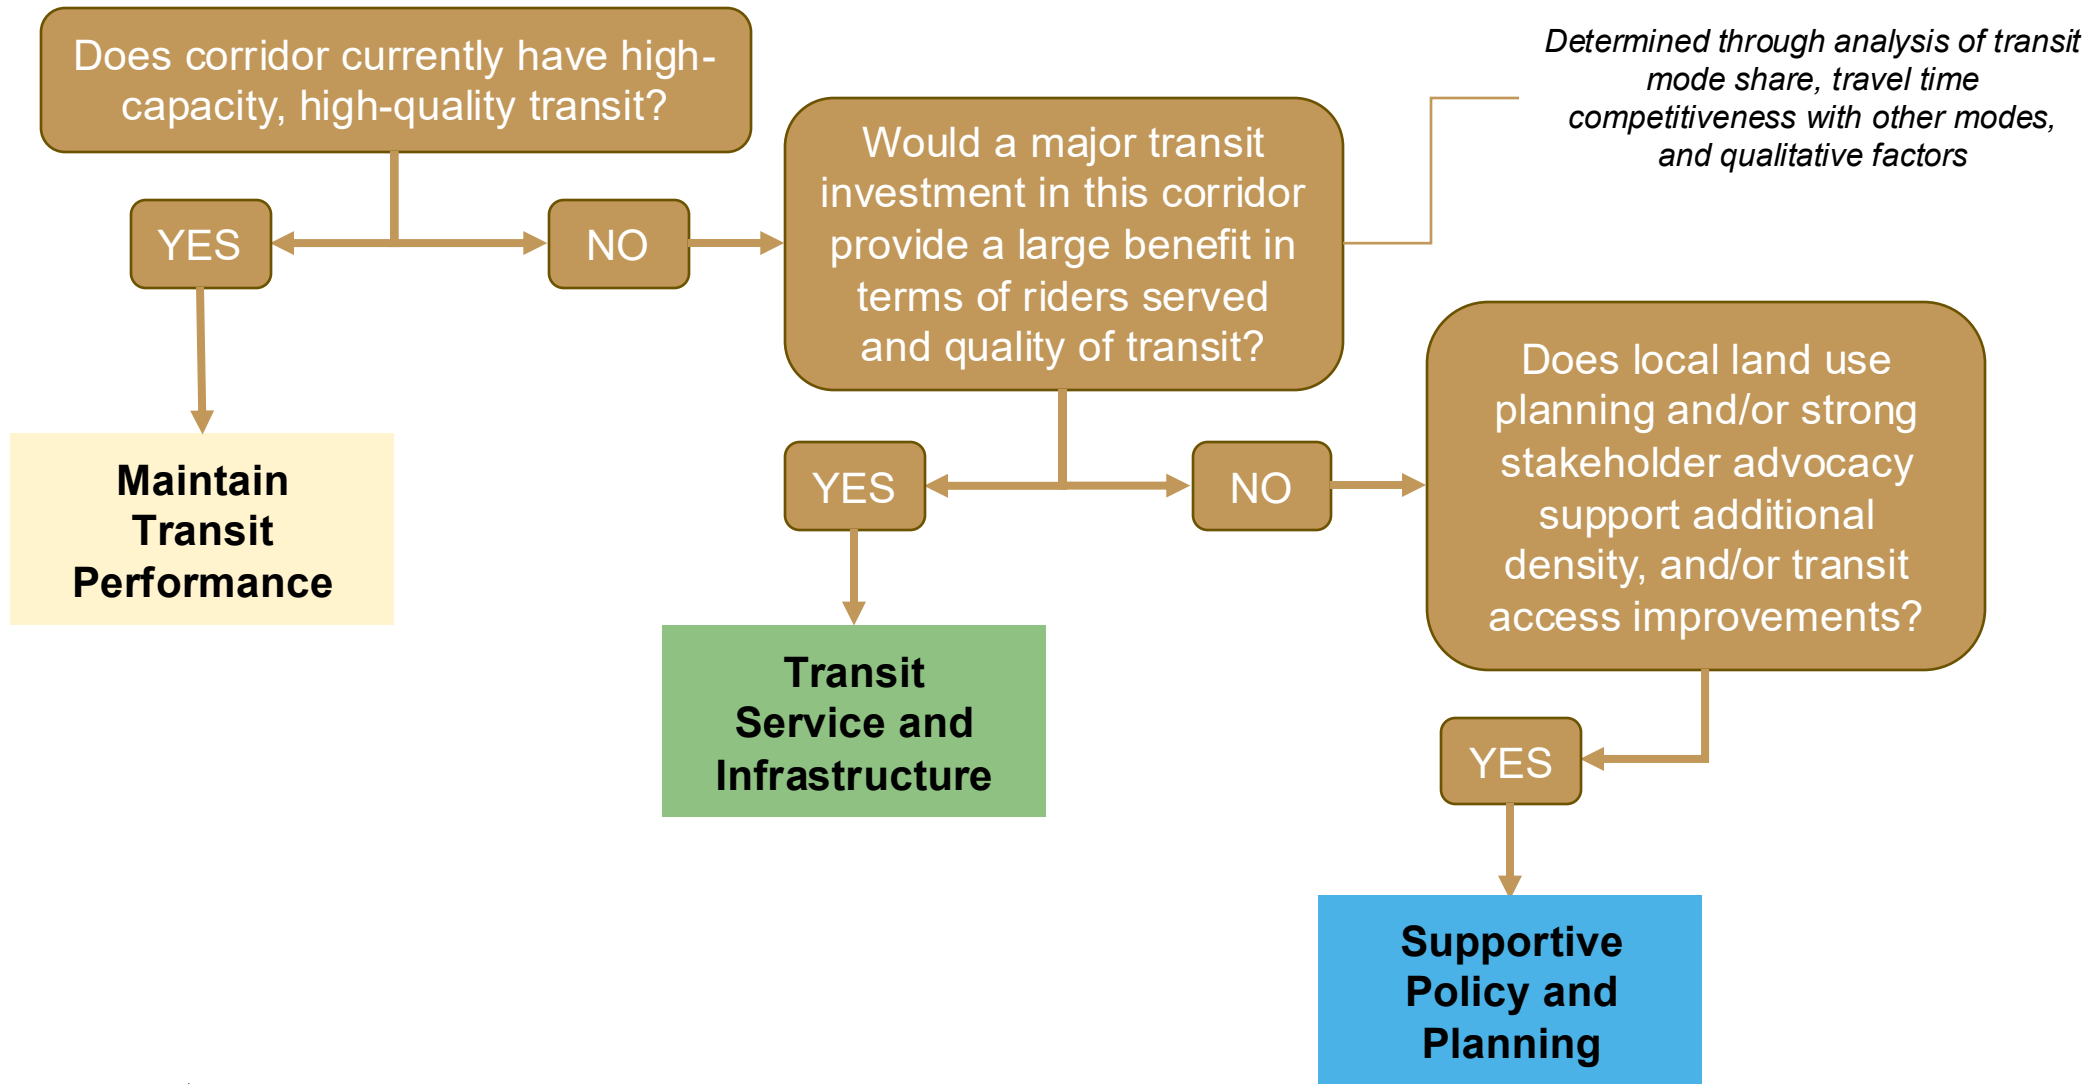 Does corridor currently have high-
capacity, high-quality transit?
Determined through analysis of transit
mode share, travel time
competitiveness with other modes,
and qualitative factors
Would a major transit
investment in this corridor
provide a large benefit in
terms of riders served
and quality of transit?
YES
NO
Does local land use
planning and/or strong
stakeholder advocacy
support additional
density, and/or transit
access improvements?
Maintain
Transit
Performance
YES
NO
Transit
Service and
Infrastructure
YES
Supportive
Policy and
Planning